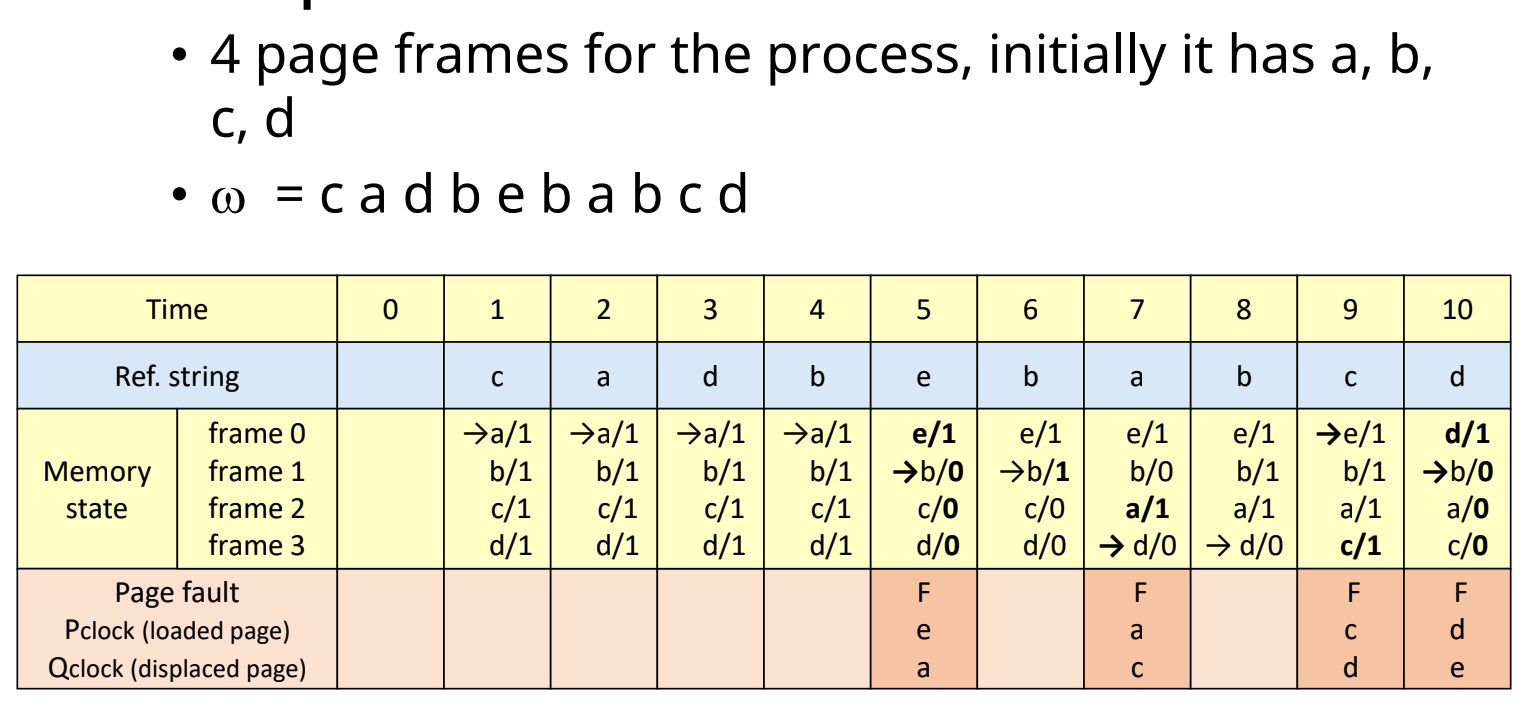 • 4 page frames for the process, initially it has a, b,
c, d
• ω = c a d b e b a b c d
Time 0 1 2 3 4 5 6 7 8 9 10
Ref. string c a d b e b a b c d
Memory state
frame 0 →a/1 →a/1 →a/1 →a/1 e/1 e/1 e/1 e/1 →e/1 d/1
frame 1 b/1 b/1 b/1 b/1 →b/0 →b/1 b/0 b/1 b/1 →b/0
frame 2 c/1 c/1 c/1 c/1 c/0 c/0 a/1 a/1 a/1 a/0
frame 3 d/1 d/1 d/1 d/1 d/0 d/0 → d/0 → d/0 c/1 c/0
Page fault F F F F
Pclock (loaded page) e a c d
Qclock (displaced page) a c d e